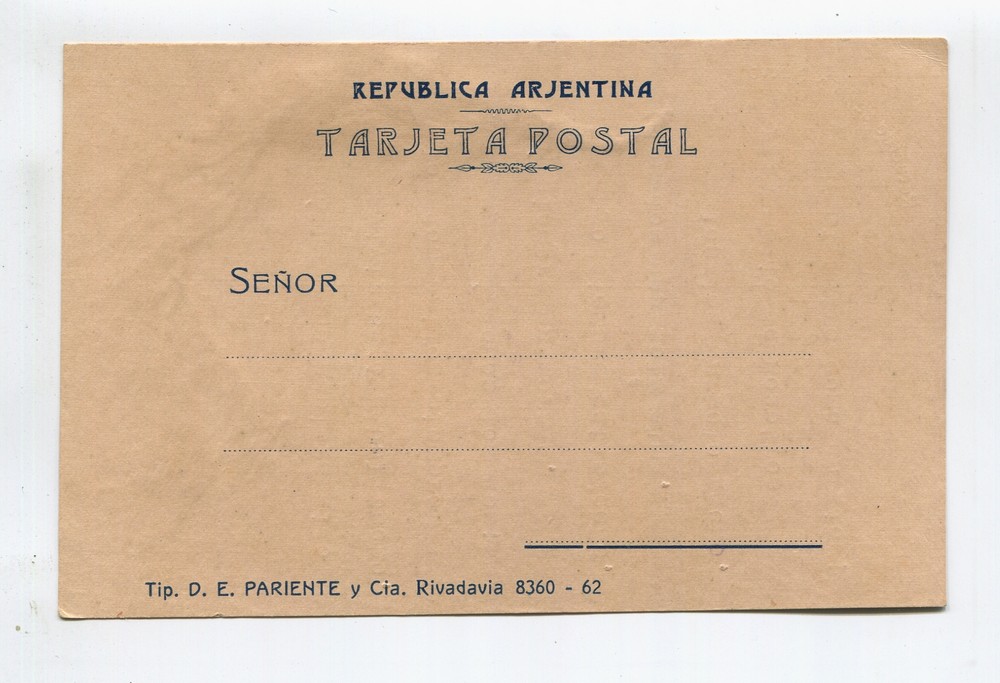 REPUBLICA ARJENTINA
TARJETA POSTAL
SEÑOR
Tip. D. E. PARIENTE y Cia. Rivadavia 8360 - 62